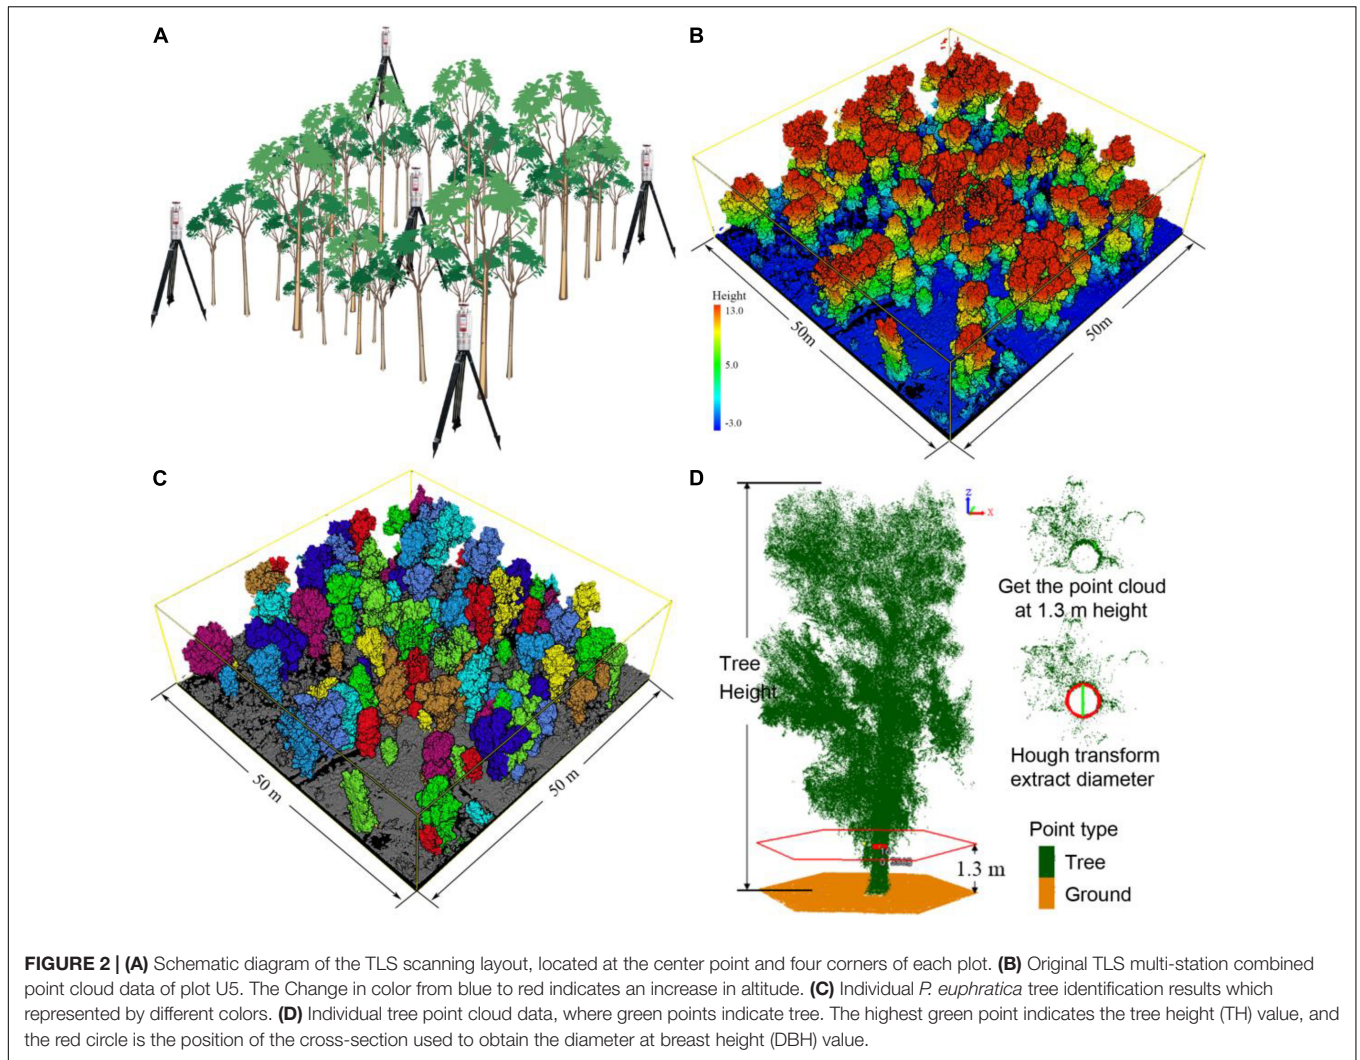 A
B
Height
13.0
5.0
-3.0
50m
50m
C
50 m
50 m
D
z
x
Tree
Height
1.3 m
Get the point cloud
at 1.3 m height
Hough transform
extract diameter
Point type
Tree
Ground
FIGURE 2 | (A) Schematic diagram of the TLS scanning layout, located at the center point and four corners of each plot. (B) Original TLS multi-station combined
point cloud data of plot U5. The Change in color from blue to red indicates an increase in altitude. (C) Individual P. euphratica tree identification results which
represented by different colors. (D) Individual tree point cloud data, where green points indicate tree. The highest green point indicates the tree height (TH) value, and
the red circle is the position of the cross-section used to obtain the diameter at breast height (DBH) value.